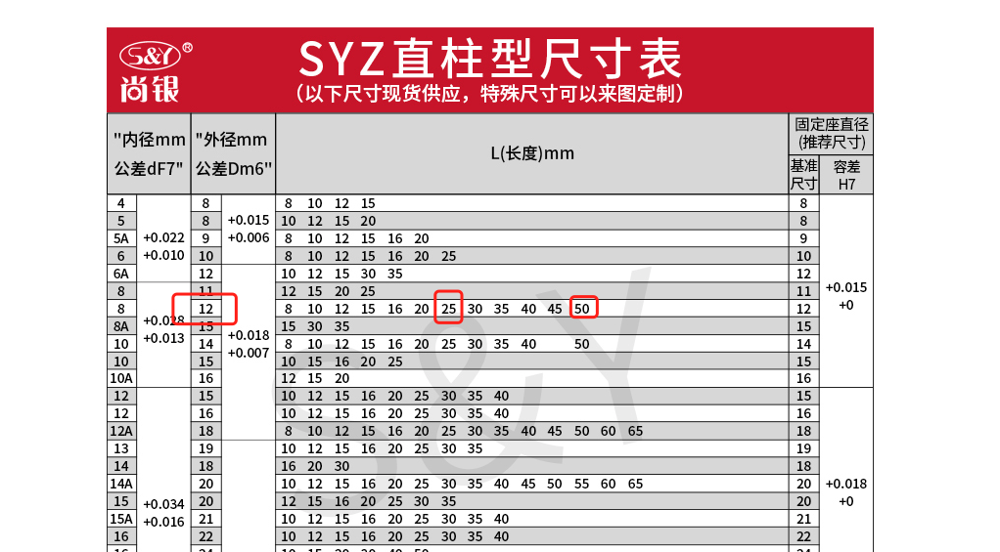 S&Y®
尚银
SYZ直柱型尺寸表
（以下尺寸现货供应，特殊尺寸可以来图定制）
"内径mm
公差dF7"
"外径mm
公差Dm6"
L(长度)mm
固定座直径
(推荐尺寸)
基准
尺寸
容差
H7
4 8 8 10 12 15 8
5 8 +0.015 10 12 15 20 8
5A +0.022 9 +0.006 8 10 12 15 16 20 9
6 +0.010 10 8 10 12 15 16 20 25 10
6A 12 10 12 15 30 35 12
8 11 12 15 20 25 11 +0.015
8 12 8 10 12 15 16 20 25 30 35 40 45 50 12 +0
8A +0.028 15 15 30 35 15
10 +0.013 14 +0.018 8 10 12 15 16 20 25 30 35 40 50 14
10 15 +0.007 10 15 16 20 25 15
10A 16 12 15 20 16
12 15 10 12 15 16 20 25 30 35 40 15
12 16 10 12 15 16 20 25 30 35 40 16
12A 18 8 10 12 15 16 20 25 30 35 40 45 50 60 65 18
13 19 10 12 15 16 20 25 30 35 19
14 18 16 20 30 18
14A 20 10 12 15 16 20 25 30 35 40 45 50 55 60 65 20 +0.018
15 +0.034 20 12 15 16 20 25 30 35 20 +0
15A +0.016 21 10 12 15 16 20 25 30 35 40 21
16 22 10 12 15 16 20 25 30 35 40 22
S&Y